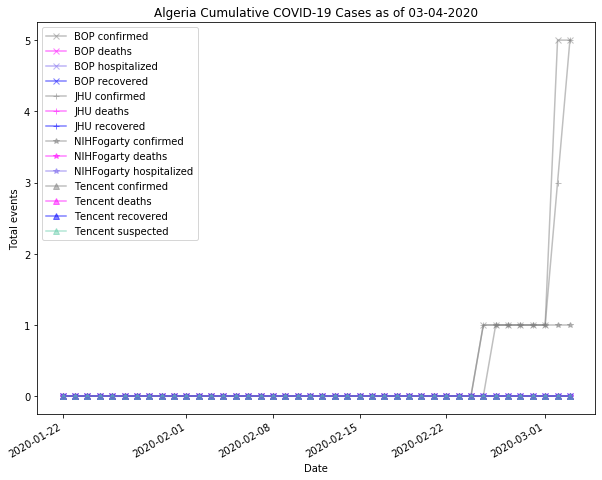 Algeria Cumulative COVID-19 Cases as of 03-04-2020
BOP confirmed
BOP deaths
BOP hospitalized
BOP recovered
JHU confirmed
JHU deaths
JHU recovered
NIHFogarty confirmed
NIHFogarty deaths
NIHFogarty hospitalized
Tencent confirmed
Tencent deaths
Tencent recovered
Tencent suspected
Total events
5
4
3
2
1
0
2020-01-22
2020-02-01
2020-02-08
2020-02-15
2020-02-22
2020-03-01
Date